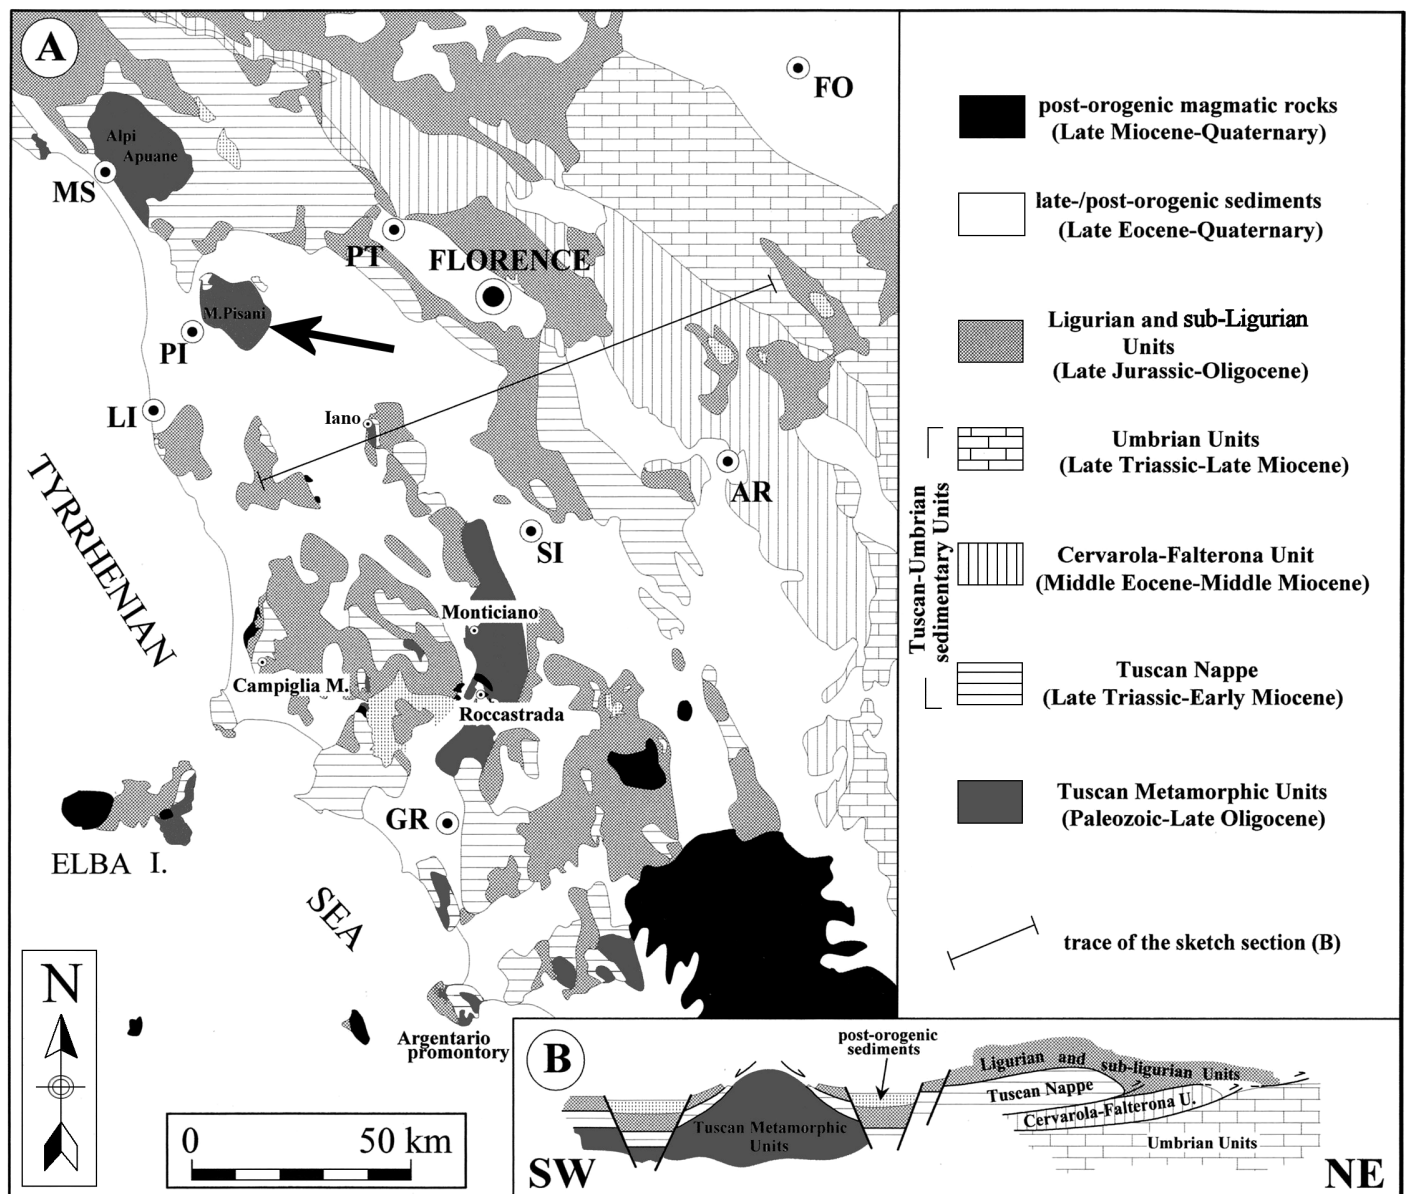 A
FO
Alpi
Apuane
MS
PT
FLORENCE
M.Pisani
PI
LI
Iano
AR
SI
TYRRHENIAN
Monticiano
Campiglia M.
Roccastrada
GR
ELBA I.
SEA
Argentario
promontory
N
0 50 km
post-orogenic magmatic rocks
(Late Miocene-Quaternary)
late-/post-orogenic sediments
(Late Eocene-Quaternary)
Ligurian and sub-Ligurian
Units
(Late Jurassic-Oligocene)
Umbrian Units
(Late Triassic-Late Miocene)
Tuscan-Umbrian
sedimentary Units
Cervarola-Falterona Unit
(Middle Eocene-Middle Miocene)
Tuscan Nappe
(Late Triassic-Early Miocene)
Tuscan Metamorphic Units
(Paleozoic-Late Oligocene)
trace of the sketch section (B)
B
post-orogenic
sediments
Ligurian and sub-ligurian Units
Tuscan Nappe
Cervarola-Falterona U.
Tuscan Metamorphic
Units
Umbrian Units
SW
NE